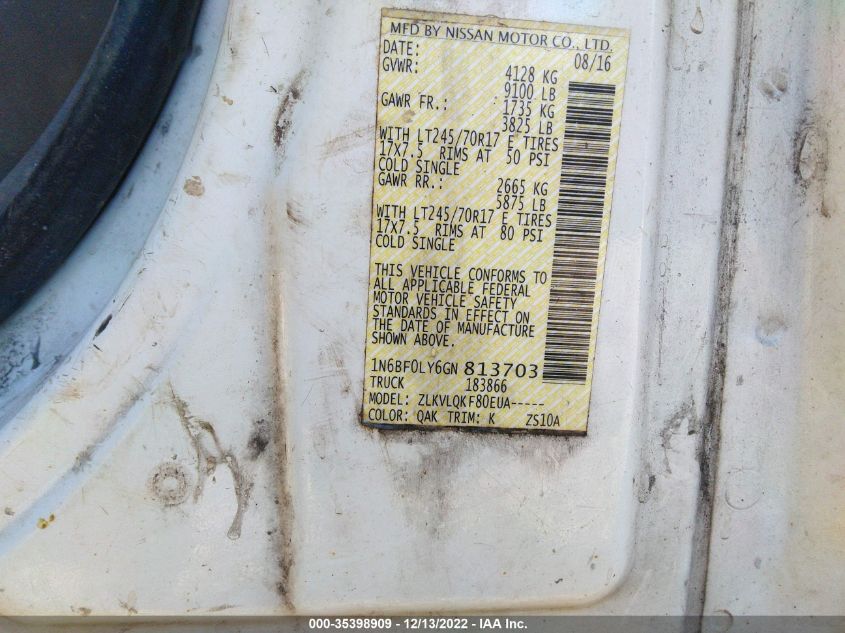 MFD BY NISSAN MOTOR CO., LTD.
DATE: 08/16
GVWR: 4128 KG
9100 LB
GAWR FR.: 1735 KG
3825 LB
WITH LT245/70R17 E TIRES
17X7.5 RIMS AT 50 PSI
COLD SINGLE
GAWR RR.: 2665 KG
5875 LB
WITH LT245/70R17 E TIRES
17X7.5 RIMS AT 80 PSI
COLD SINGLE
THIS VEHICLE CONFORMS TO
ALL APPLICABLE FEDERAL
MOTOR VEHICLE SAFETY
STANDARDS IN EFFECT ON
THE DATE OF MANUFACTURE
SHOWN ABOVE.
1N6BF0LY6GN 813703
TRUCK 183866
MODEL: ZLKVLQKF80EUA-----
COLOR: QAK TRIM: K ZS10A
000-35398909 - 12/13/2022 - IAA Inc.